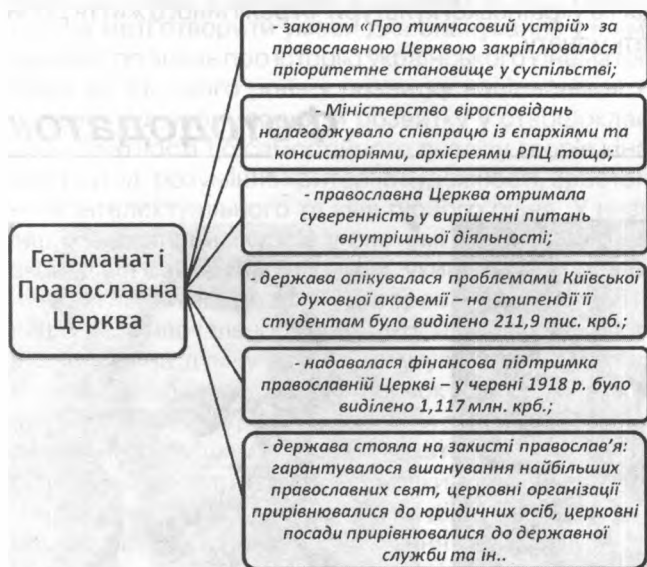 - законом «Про тимчасовий устрій» за
православною Церквою закріплювалося
пріоритетне становище у суспільстві;
- Міністерство віросповідань
налагоджувало співпрацю із єпархіями та
консисторіями, архієреями РПЦ тощо;
- православна Церква отримала
суверенність у вирішенні питань
внутрішньої діяльності;
Гетьманат і
Православна
Церква
- держава опікувалася проблемами Київської
духовної академії – на стипендії її
студентам було виділено 211,9 тис. крб.;
- надавалася фінансова підтримка
православній Церкві – у червні 1918 р. було
виділено 1,117 млн. крб.;
- держава стояла на захисті православ’я:
гарантувалось вшанування найбільших
православних свят, церковні організації
прирівнювалися до юридичних осіб, церковні
посади прирівнювалися до державної
служби та ін..